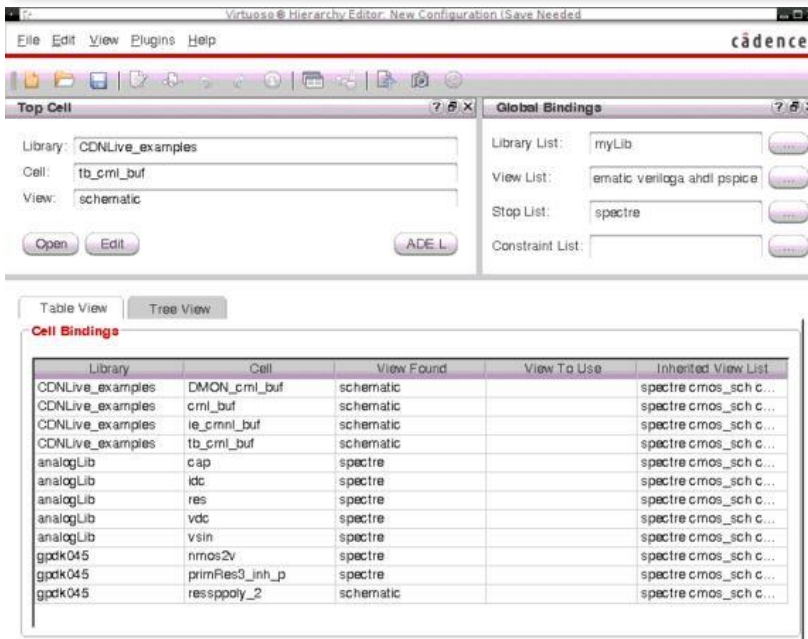 Virtuoso® Hierarchy Editor: New Configuration (Save Needed
File Edit View Plugins Help
cādence
Top Cell
Library: CDNLive_examples
Cell: tb_cml_buf
View: schematic
Open Edit ADE L
Global Bindings
Library List: myLib ...
View List: ematic veriloga ahdl pspice ...
Stop List: spectre ...
Constraint List: ...
Table View Tree View
Cell Bindings
Library Cell View Found View To Use Inherited View List
CDNLive_examples DMON_cml_buf schematic spectre cmos_sch c...
CDNLive_examples cml_buf schematic spectre cmos_sch c...
CDNLive_examples ie_cmnl_buf schematic spectre cmos_sch c...
CDNLive_examples tb_cml_buf schematic spectre cmos_sch c...
analogLib cap spectre spectre cmos_sch c...
analogLib idc spectre spectre cmos_sch c...
analogLib res spectre spectre cmos_sch c...
analogLib vdc spectre spectre cmos_sch c...
analogLib vsin spectre spectre cmos_sch c...
gpdk045 nmos2v spectre spectre cmos_sch c...
gpdk045 primRes3_inh_p spectre spectre cmos_sch c...
gpdk045 ressppoly_2 schematic spectre cmos_sch c...